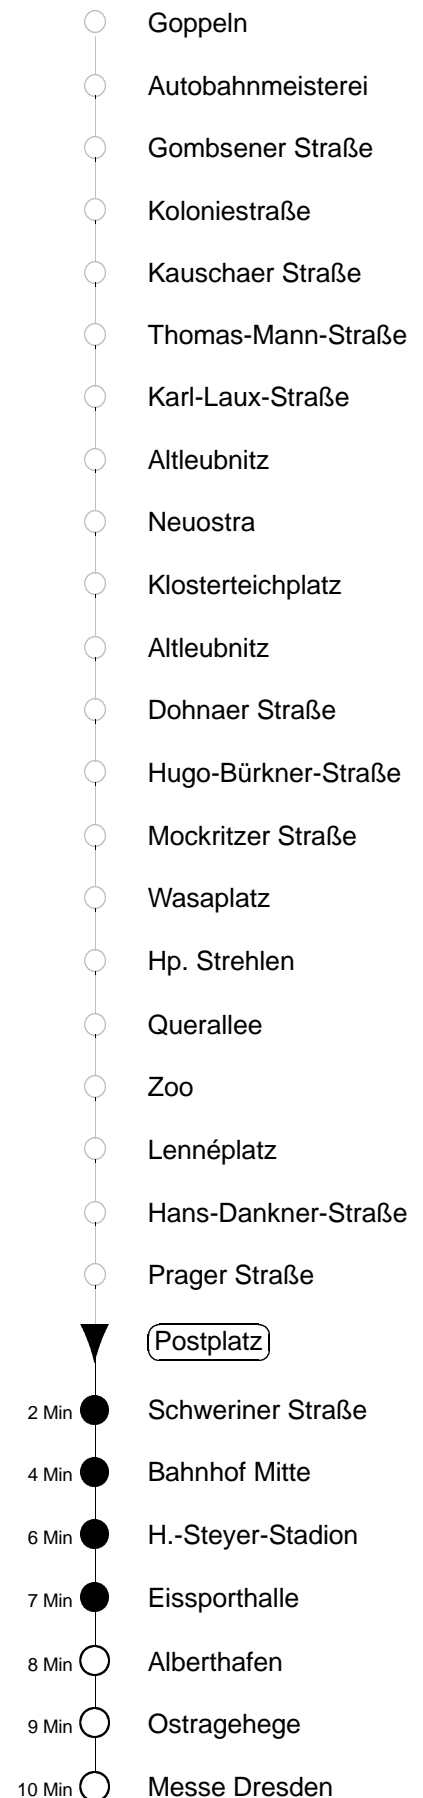 Goppeln
Autobahnmeisterei
Gombsener Straße
Koloniestraße
Kauschaer Straße
Thomas-Mann-Straße
Karl-Laux-Straße
Altleubnitz
Neuostra
Klosterteichplatz
Altleubnitz
Dohnaer Straße
Hugo-Bürkner-Straße
Mockritzer Straße
Wasaplatz
Hp. Strehlen
Querallee
Zoo
Lennéplatz
Hans-Dankner-Straße
Prager Straße
Postplatz
2 Min Schweriner Straße
4 Min Bahnhof Mitte
6 Min H.-Steyer-Stadion
7 Min Eissporthalle
8 Min Alberthafen
9 Min Ostragehege
10 Min Messe Dresden